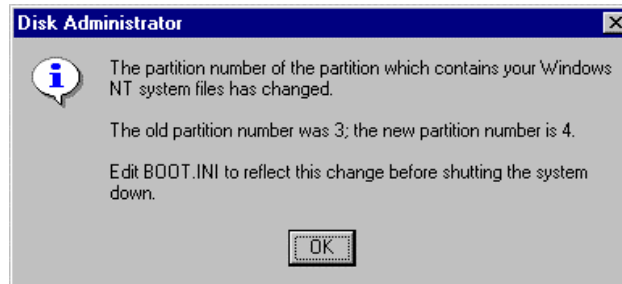 Disk Administrator
The partition number of the partition which contains your Windows
NT system files has changed.
The old partition number was 3; the new partition number is 4.
Edit BOOT.INI to reflect this change before shutting the system
down.
OK